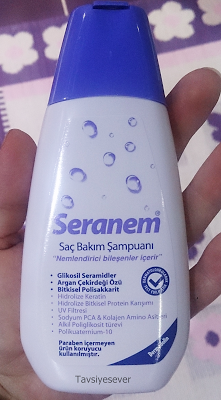 Seranem®
Saç Bakım Şampuanı
"Nemlendirici bileşenler içerir"
• Glikosil Seramidler
• Argan Çekirdeği Özü
• Bitkisel Polisakkarit
• Hidrolize Keratin
• Hidrolize Bitkisel Protein Karışımı
• UV Filtresi
• Sodyum PCA & Kolajen Amino Asitleri
• Alkil Poliglikosit türevi
• Polikuaternium-10
Paraben içermeyen
ürün koruyucu
kullanılmıştır.
Tavsiyesever